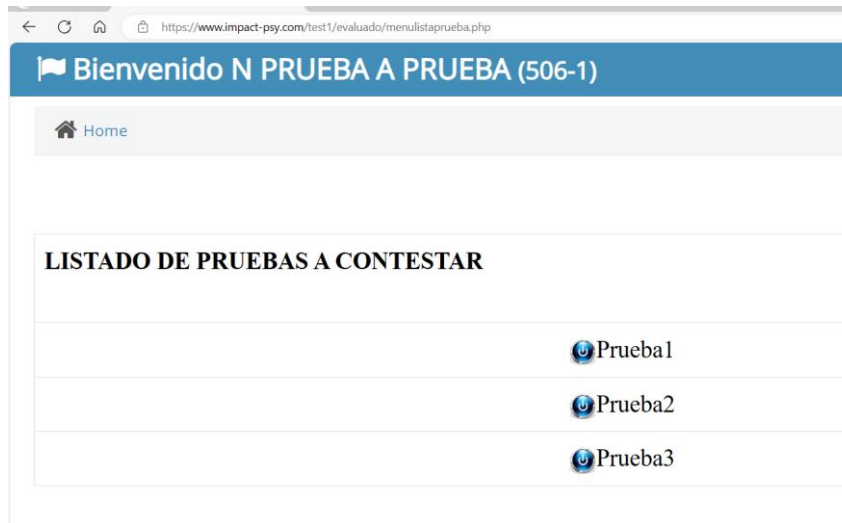 https://www.impact-psy.com/test1/evaluado/menulistaprueba.php
Bienvenido N PRUEBA A PRUEBA (506-1)
Home
LISTADO DE PRUEBAS A CONTESTAR
Prueba1
Prueba2
Prueba3